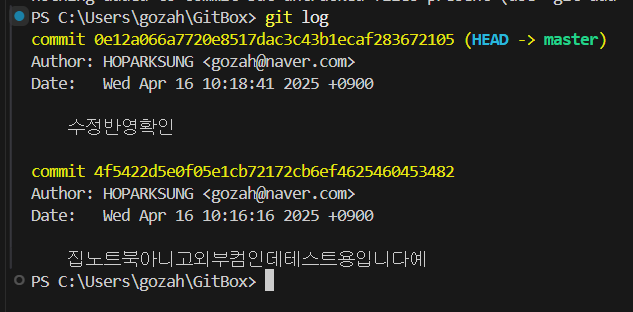 PS C:\Users\gozah\GitBox> git log
commit 0e12a066a7720e8517dac3c43b1ecaf283672105 (HEAD -> master)
Author: HOPARKSUNG <gozah@naver.com>
Date:   Wed Apr 16 10:18:41 2025 +0900
수정반영확인
commit 4f5422d5e0f05e1cb72172cb6ef4625460453482
Author: HOPARKSUNG <gozah@naver.com>
Date:   Wed Apr 16 10:16:16 2025 +0900
집노트북아니고외부컴인데테스트용입니다예
PS C:\Users\gozah\GitBox>